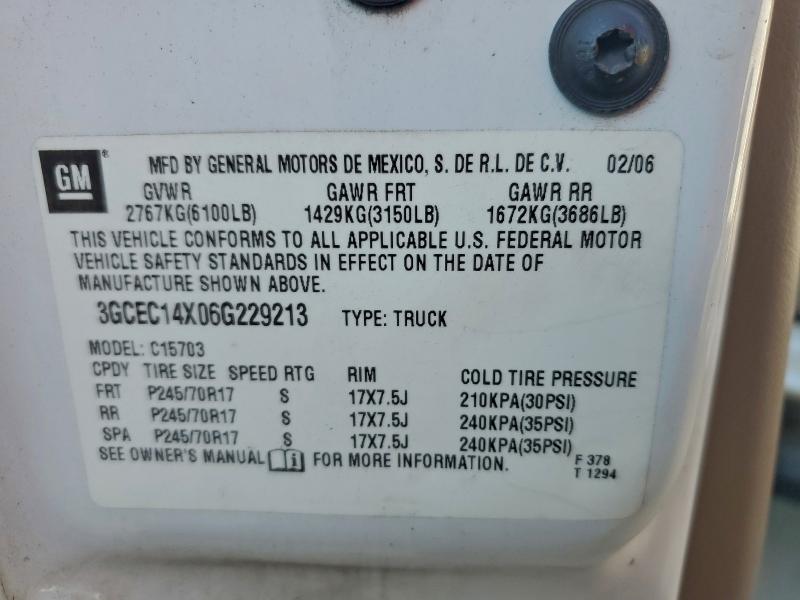 GM® MFD BY GENERAL MOTORS DE MEXICO, S. DE R.L. DE C.V. 02/06
GVWR GAWR FRT GAWR RR
2767KG(6100LB) 1429KG(3150LB) 1672KG(3686LB)
THIS VEHICLE CONFORMS TO ALL APPLICABLE U.S. FEDERAL MOTOR
VEHICLE SAFETY STANDARDS IN EFFECT ON THE DATE OF
MANUFACTURE SHOWN ABOVE.
3GCEC14X06G229213 TYPE: TRUCK
MODEL: C15703
CPDY TIRE SIZE SPEED RTG RIM COLD TIRE PRESSURE
FRT P245/70R17 S 17X7.5J 210KPA(30PSI)
RR P245/70R17 S 17X7.5J 240KPA(35PSI)
SPA P245/70R17 S 17X7.5J 240KPA(35PSI)
SEE OWNER'S MANUAL i FOR MORE INFORMATION. F 378
T 1294